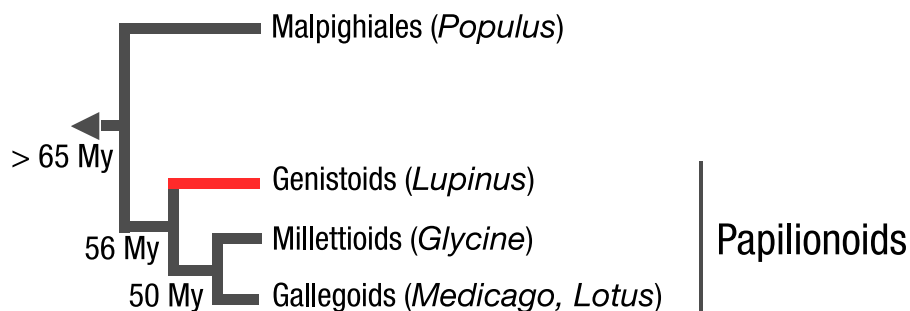 Malpighiales (Populus)
> 65 My
Genistoids (Lupinus)
56 My
Millettioids (Glycine)
Papilionoids
50 My
Gallegoids (Medicago, Lotus)